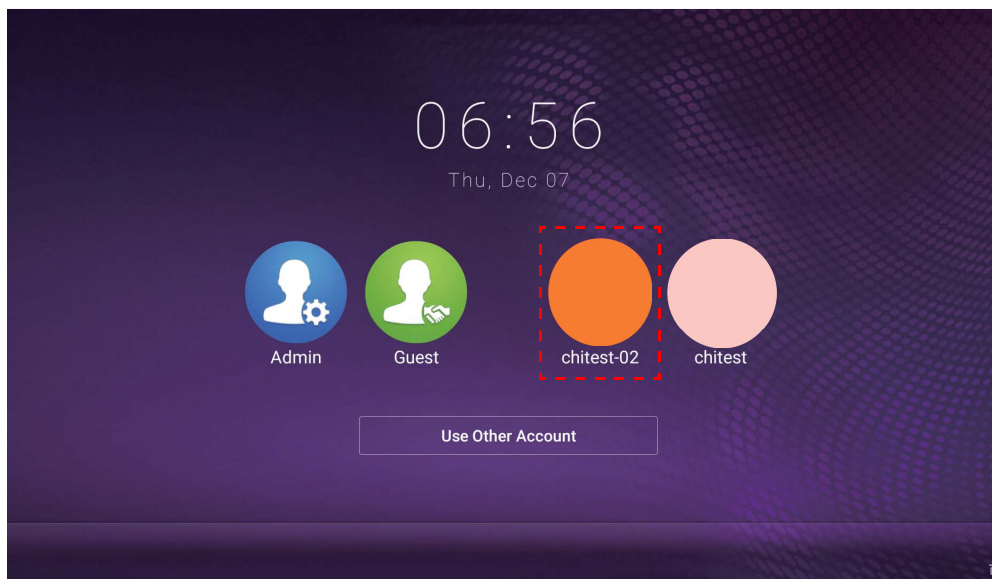 06:56
Thu, Dec 07
Admin
Guest
chitest-02
chitest
Use Other Account